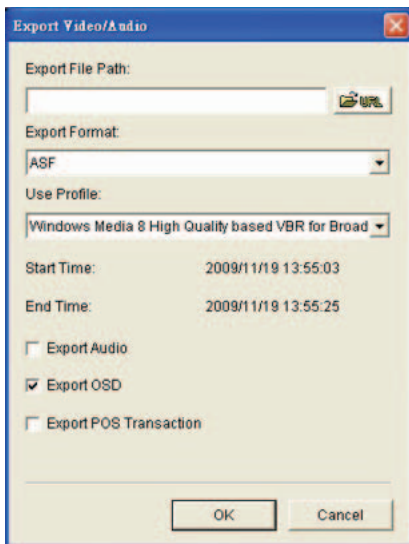 Export Video/Audio
Export File Path:
URL
Export Format:
ASF
Use Profile:
Windows Media 8 High Quality based VBR for Broad
Start Time: 2009/11/19 13:55:03
End Time: 2009/11/19 13:55:25
Export Audio
Export OSD
Export POS Transaction
OK Cancel